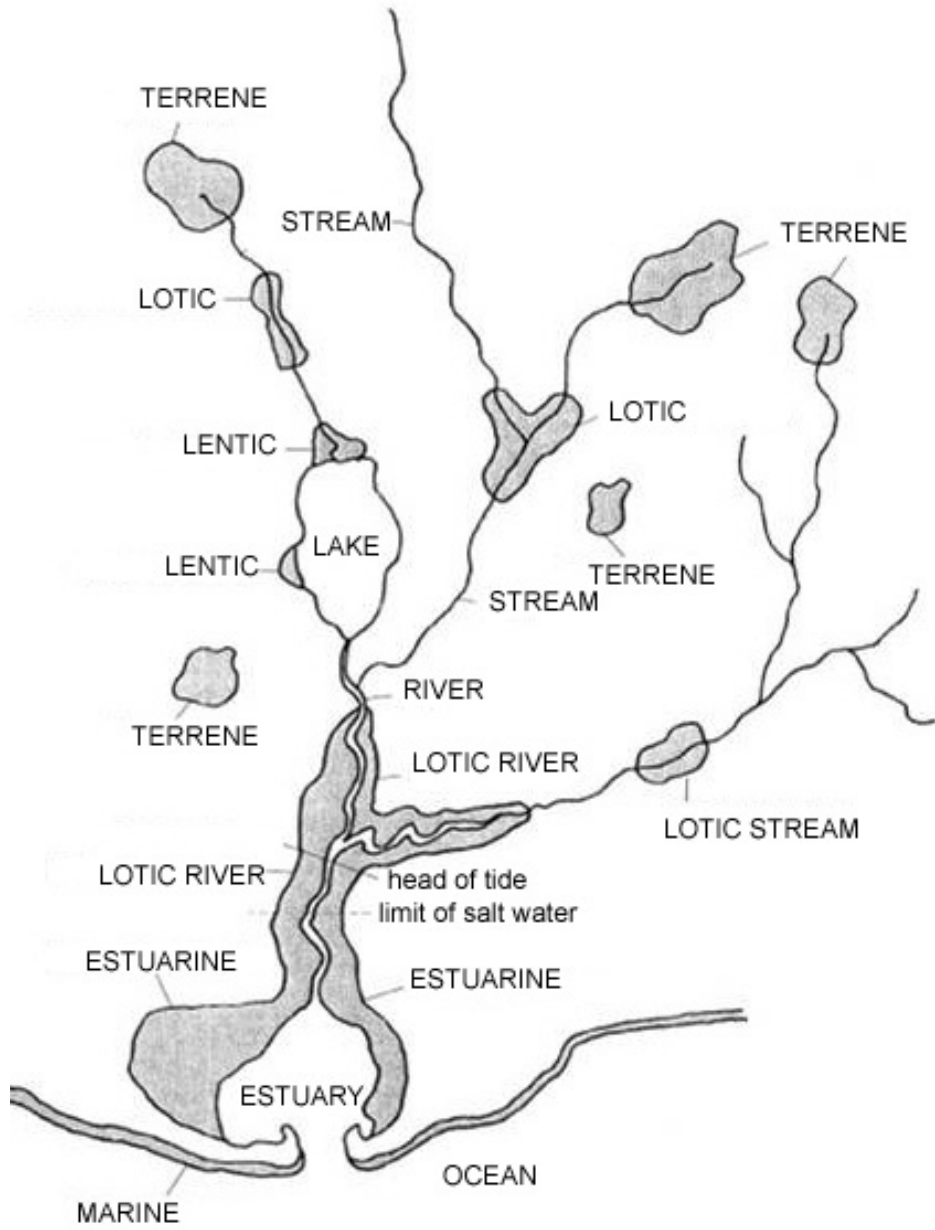 TERRENE
STREAM
TERRENE
LOTIC
LOTIC
LENTIC
LAKE
LENTIC
TERRENE
STREAM
RIVER
TERRENE
LOTIC RIVER
LOTIC STREAM
LOTIC RIVER
head of tide
limit of salt water
ESTUARINE
ESTUARINE
ESTUARY
OCEAN
MARINE